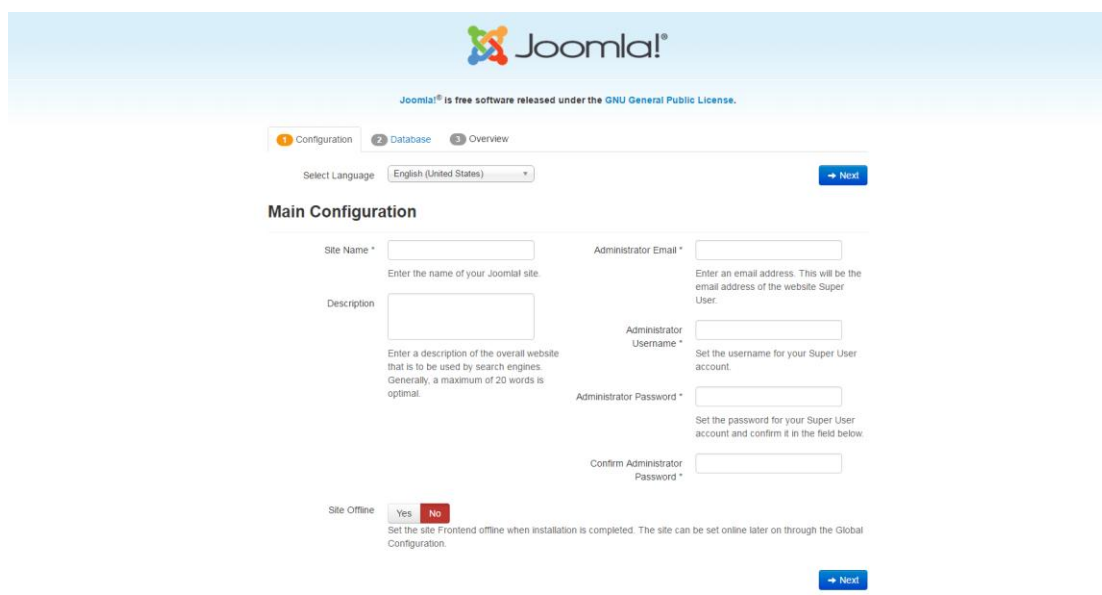 Joomla!®
Joomla!® is free software released under the GNU General Public License.
1 Configuration 2 Database 3 Overview
Select Language English (United States) → Next
Main Configuration
Site Name *
Enter the name of your Joomla! site.
Description
Enter a description of the overall website
that is to be used by search engines.
Generally, a maximum of 20 words is
optimal.
Administrator Email *
Enter an email address. This will be the
email address of the website Super
User.
Administrator
Username *
Set the username for your Super User
account.
Administrator Password *
Set the password for your Super User
account and confirm it in the field below.
Confirm Administrator
Password *
Site Offline Yes No
Set the site Frontend offline when installation is completed. The site can be set online later on through the Global
Configuration.
→ Next